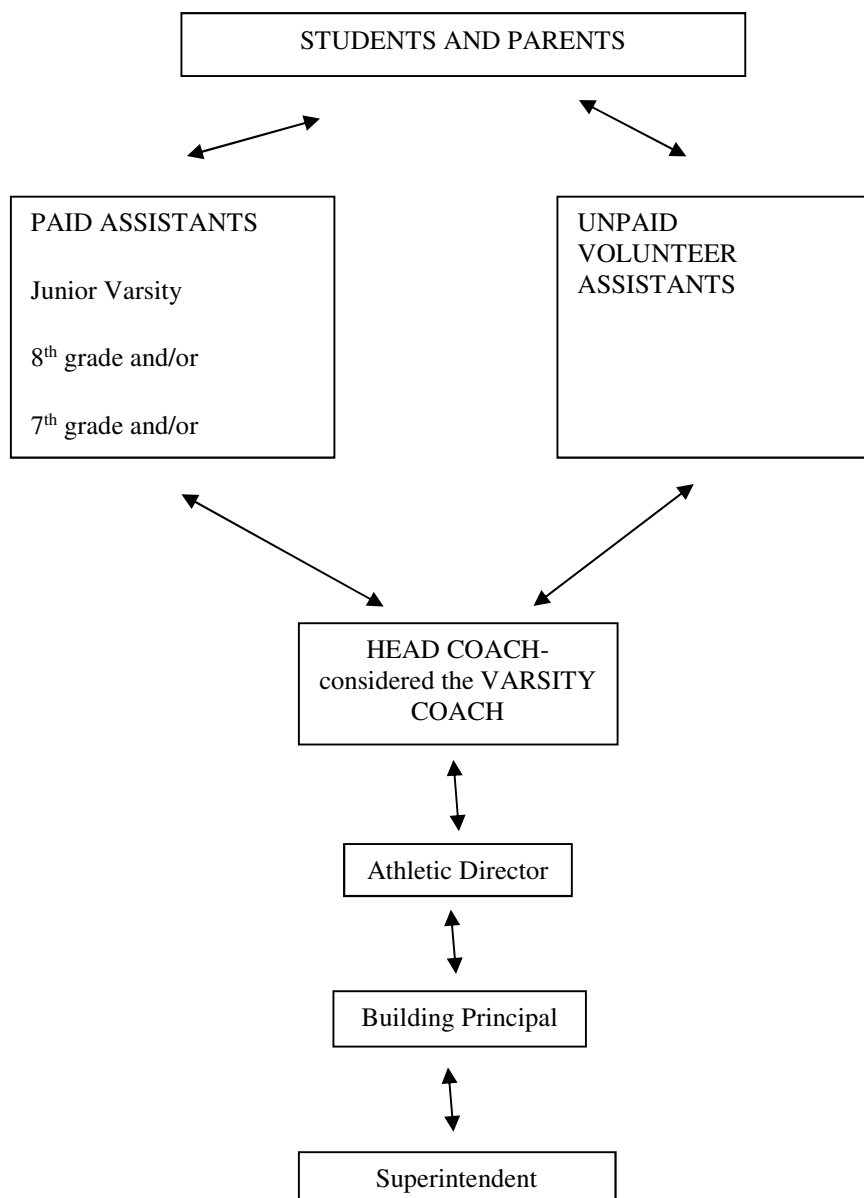 STUDENTS AND PARENTS
PAID ASSISTANTS
Junior Varsity
8th grade and/or
7th grade and/or
UNPAID
VOLUNTEER
ASSISTANTS
HEAD COACH-
considered the VARSITY
COACH
Athletic Director
Building Principal
Superintendent